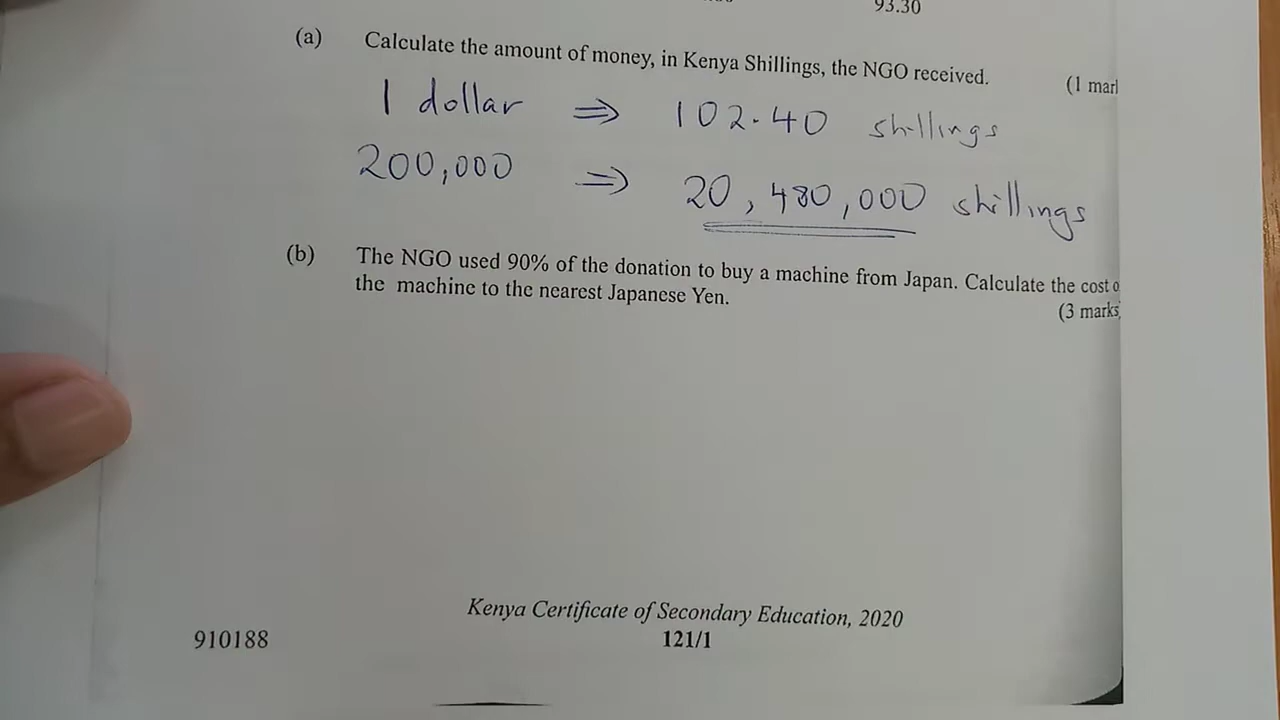 93.30
(a) Calculate the amount of money, in Kenya Shillings, the NGO received.
(1 mar
1 dollar ⇒ 102.40 shillings
200,000 ⇒ 20,480,000 shillings
(b) The NGO used 90% of the donation to buy a machine from Japan. Calculate the cost o
the machine to the nearest Japanese Yen.
(3 marks
Kenya Certificate of Secondary Education, 2020
910188
121/1